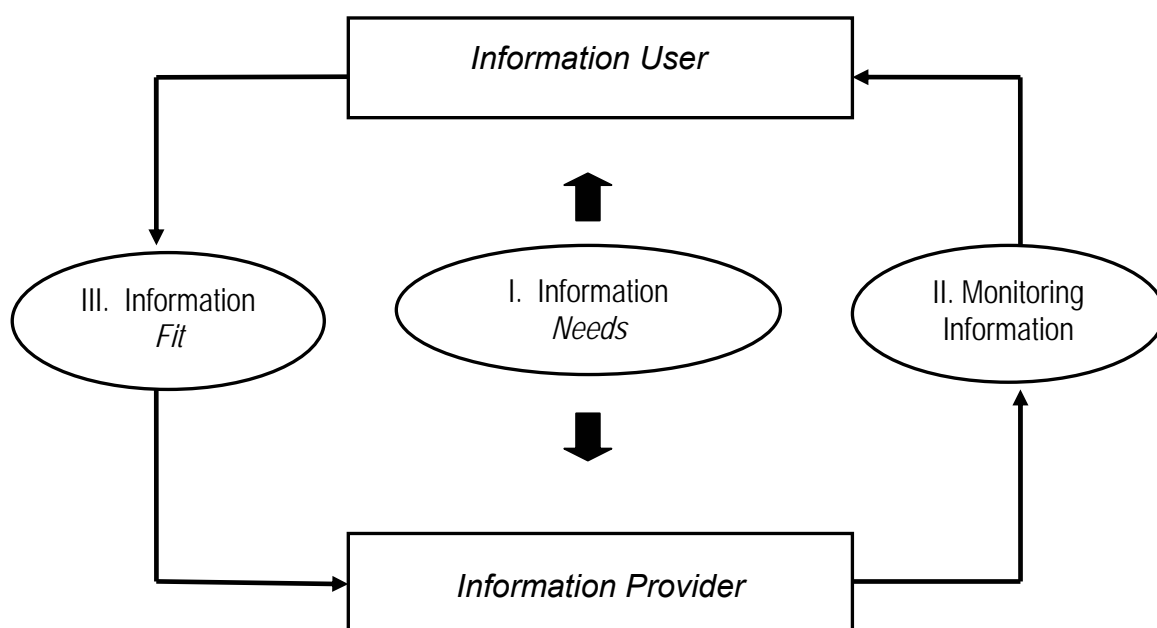 Information User
III. Information
Fit
I. Information
Needs
II. Monitoring
Information
Information Provider